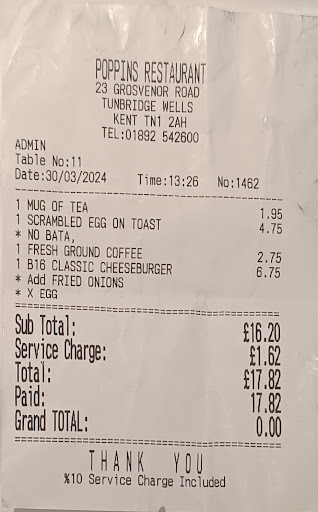 POPPINS RESTAURANT
23 GROSVENOR ROAD
TUNBRIDGE WELLS
KENT TN1 2AH
TEL:01892 542600
ADMIN
Table No:11
Date:30/03/2024 Time:13:26 No:1462
1 MUG OF TEA 1.95
1 SCRAMBLED EGG ON TOAST 4.75
* NO BATA,
1 FRESH GROUND COFFEE 2.75
1 B16 CLASSIC CHEESEBURGER 6.75
* Add FRIED ONIONS
* X EGG
Sub Total: £16.20
Service Charge: £1.62
Total: £17.82
Paid: 17.82
Grand TOTAL: 0.00
THANK YOU
%10 Service Charge Included